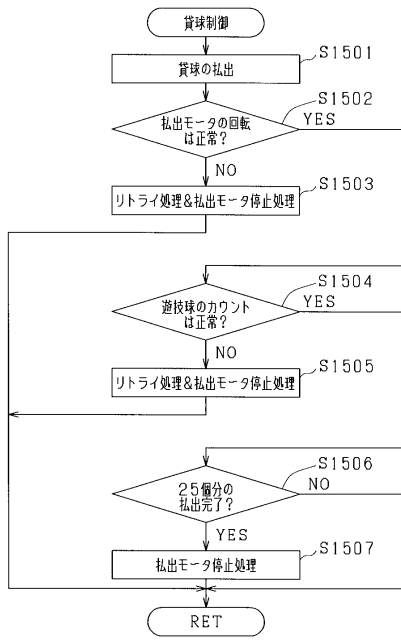 貸球制御
貸球の払出
S1501
払出モータの回転
は正常?
S1502
YES
NO
リトライ処理&払出モータ停止処理
S1503
遊技球のカウント
は正常?
S1504
YES
NO
リトライ処理&払出モータ停止処理
S1505
25個分の
払出完了?
S1506
NO
YES
払出モータ停止処理
S1507
RET